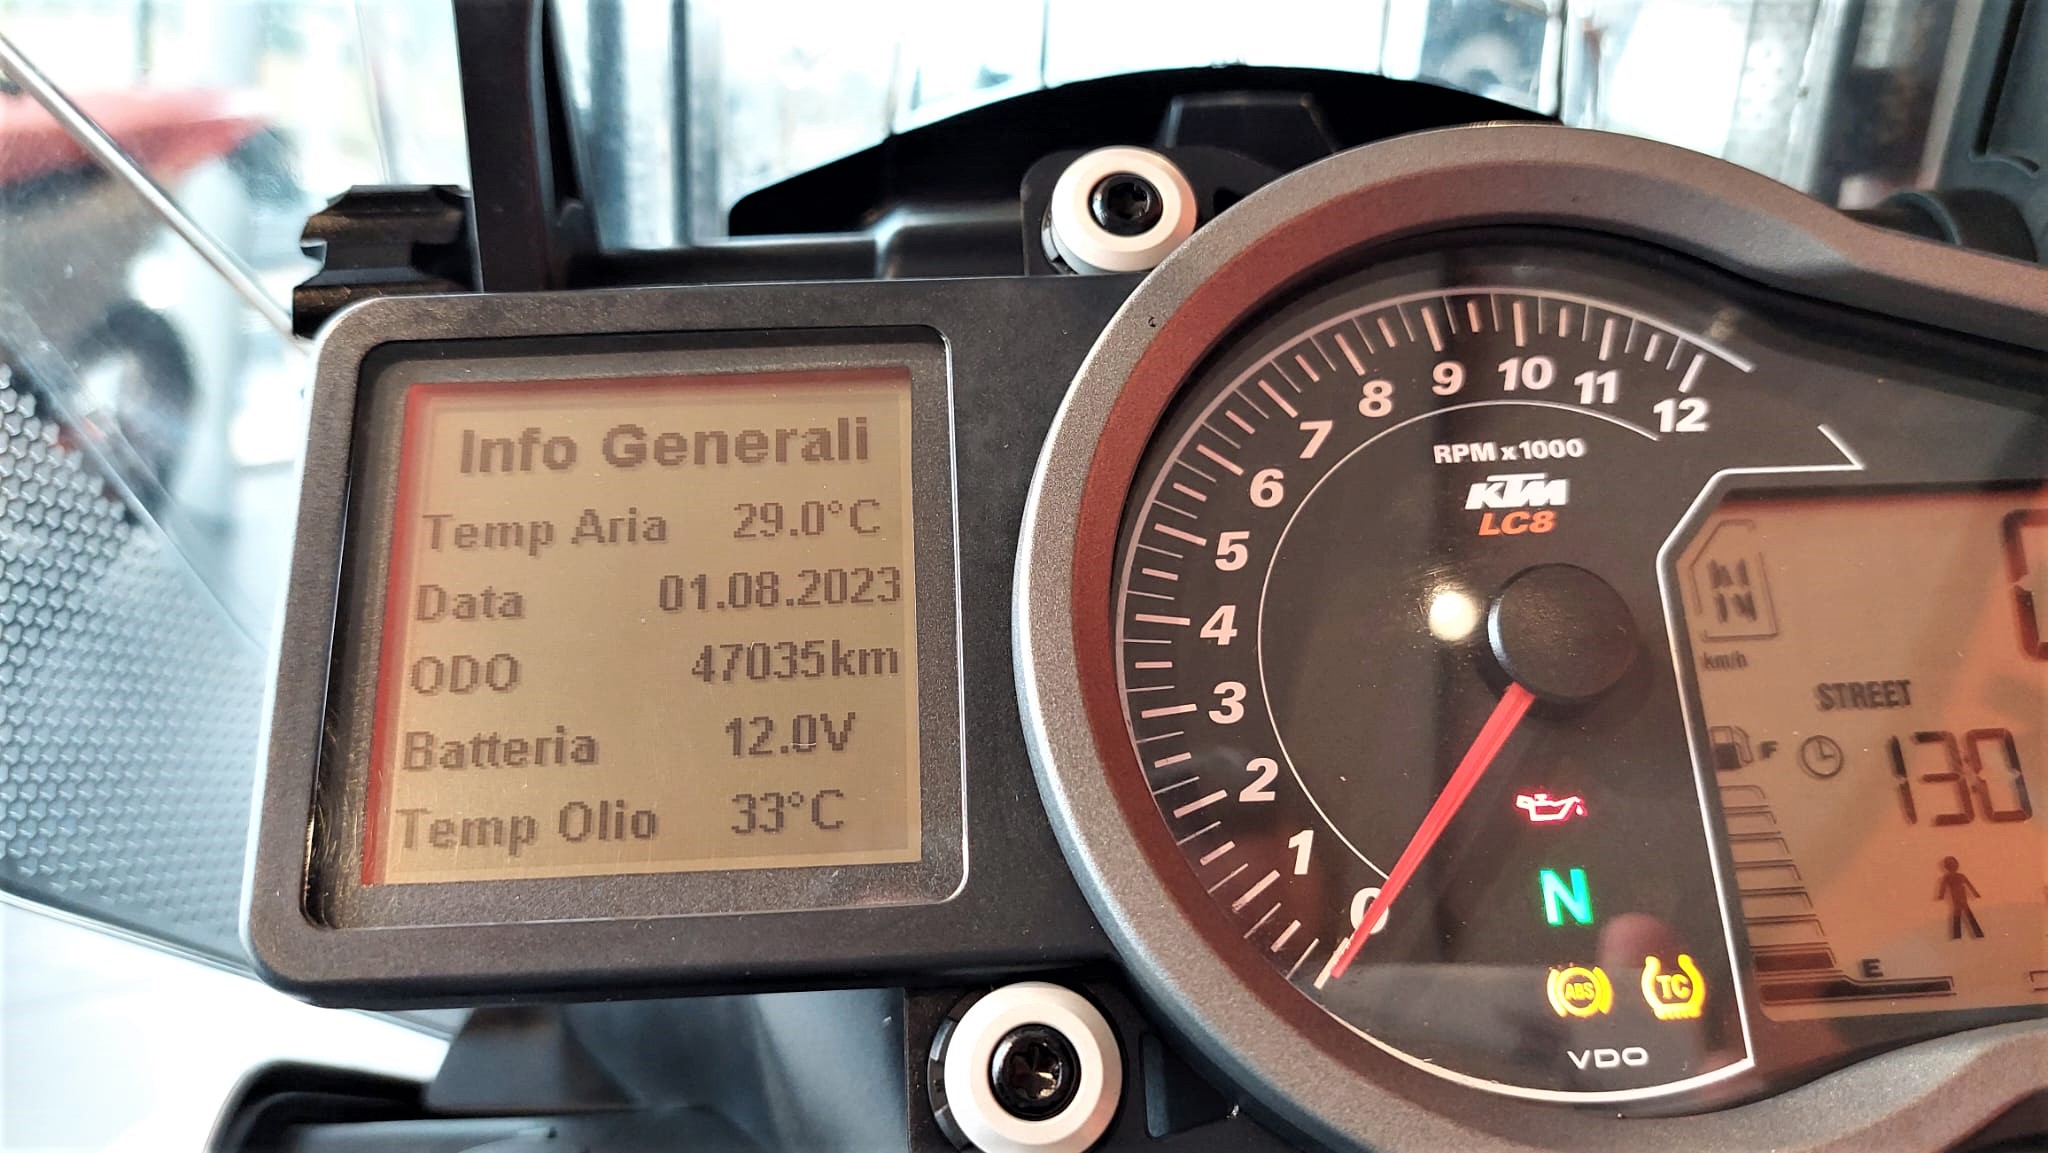 Info Generali
Temp Aria 29.0°C
Data 01.08.2023
ODO 47035km
Batteria 12.0V
Temp Olio 33°C
0 1 2 3 4 5 6 7 8 9 10 11 12
RPM x 1000
KTM
LC8
N
ABS
TC
VDO
km/h
STREET
F
130
E